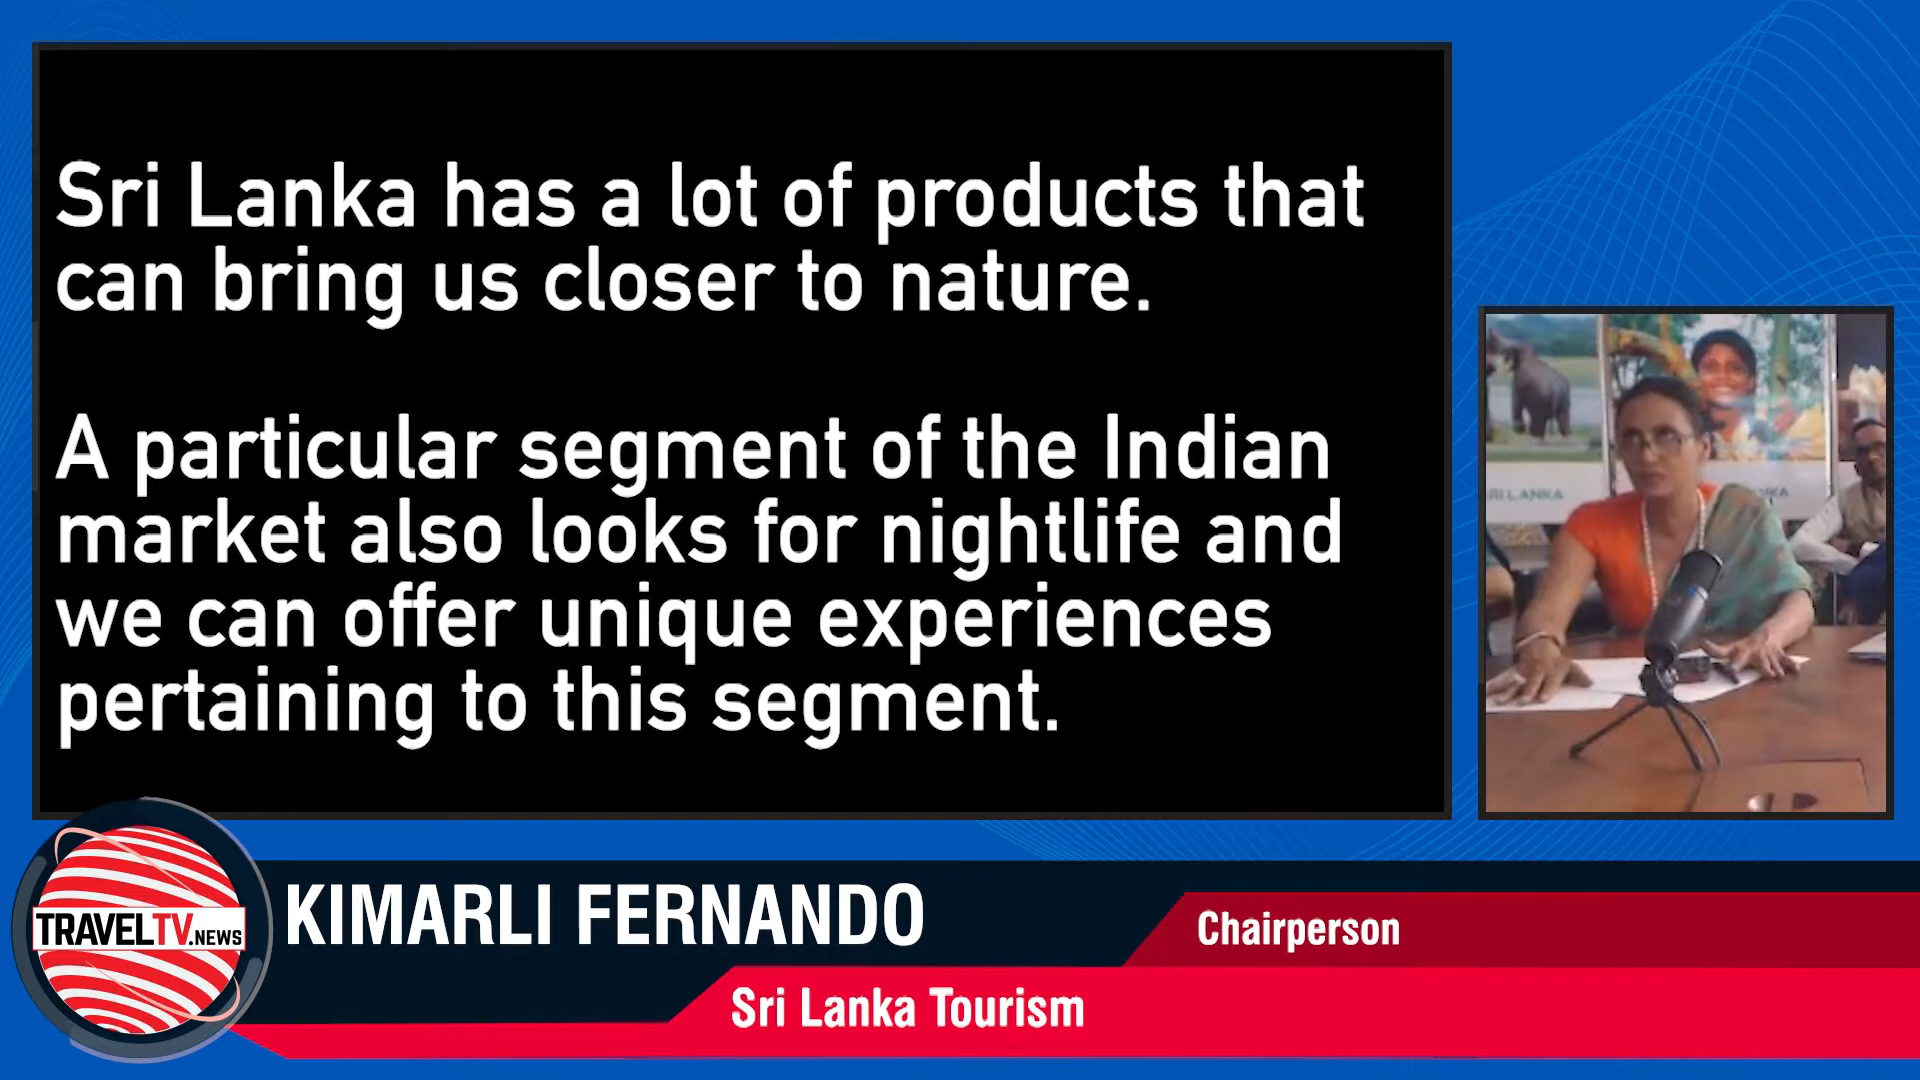 Sri Lanka has a lot of products that
can bring us closer to nature.
A particular segment of the Indian
market also looks for nightlife and
we can offer unique experiences
pertaining to this segment.
SRI LANKA
TRAVELTV.NEWS
KIMARLI FERNANDO
Chairperson
Sri Lanka Tourism